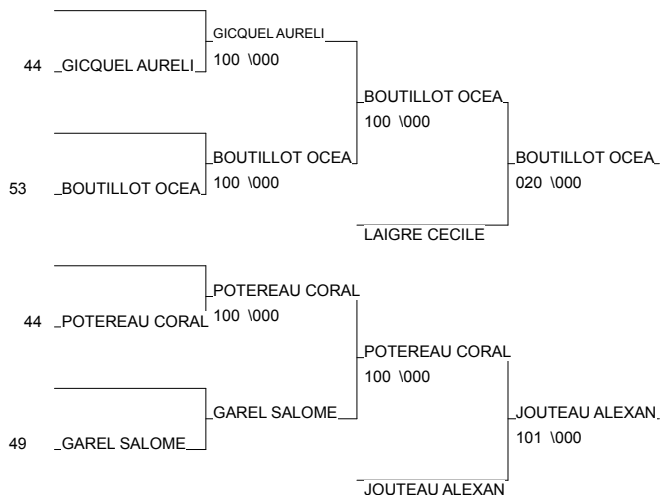 GICQUEL AURELI
44 GICQUEL AURELI 100 \000
BOUTILLOT OCEA
100 \000
BOUTILLOT OCEA BOUTILLOT OCEA
53 BOUTILLOT OCEA 100 \000 020 \000
LAIGRE CECILE
POTEREAU CORAL
44 POTEREAU CORAL 100 \000
POTEREAU CORAL
100 \000
GAREL SALOME JOUTEAU ALEXAN
49 GAREL SALOME 101 \000
JOUTEAU ALEXAN